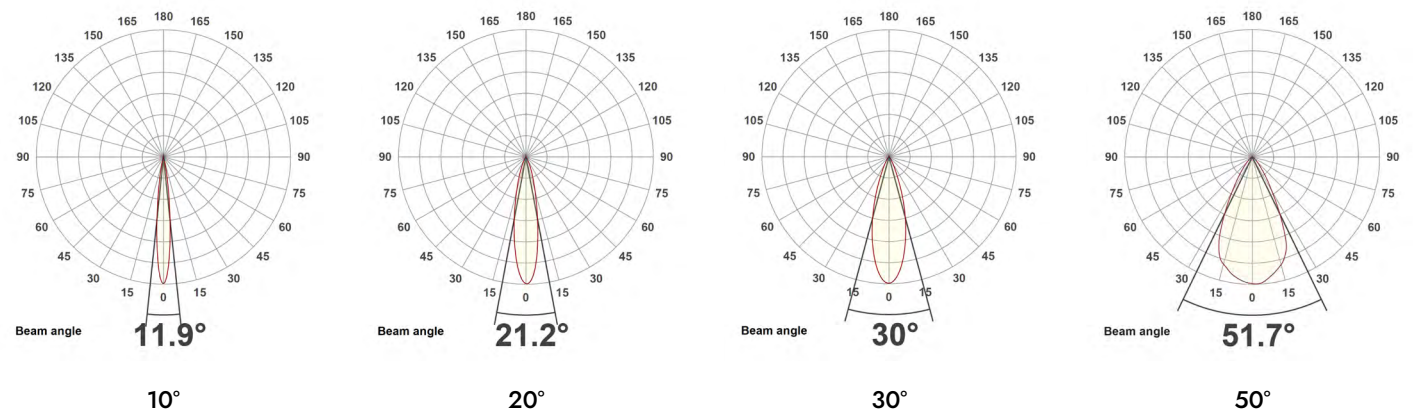 180 180 180 180
165 165 165 165 165 165 165 165
150 150 150 150 150 150 150 150
135 135 135 135 135 135 135 135
120 120 120 120 120 120 120 120
105 105 105 105 105 105 105 105
90 90 90 90 90 90 90 90
75 75 75 75 75 75 75 75
60 60 60 60 60 60 60 60
45 45 45 45 45 45 45 45
30 30 30 30 30 30 30 30
15 0 15 15 0 15 15 0 15 15 0 15
Beam angle 11.9° Beam angle 21.2° Beam angle 30° Beam angle 51.7°
10° 20° 30° 50°